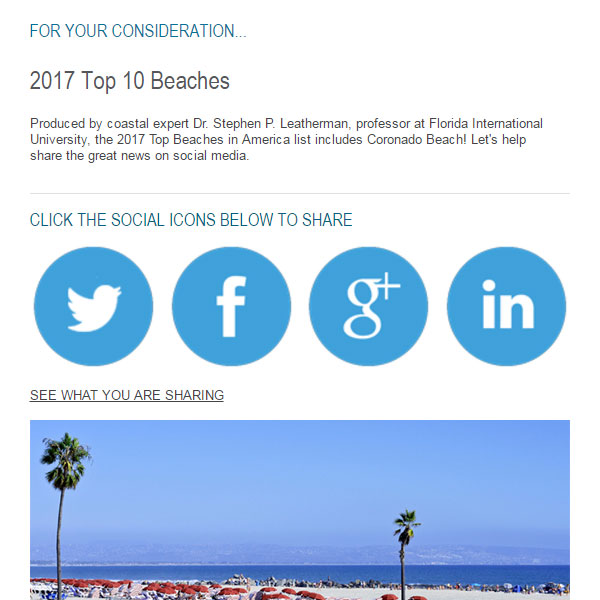 FOR YOUR CONSIDERATION...
2017 Top 10 Beaches
Produced by coastal expert Dr. Stephen P. Leatherman, professor at Florida International
University, the 2017 Top Beaches in America list includes Coronado Beach! Let's help
share the great news on social media.
CLICK THE SOCIAL ICONS BELOW TO SHARE
f g+ in
SEE WHAT YOU ARE SHARING